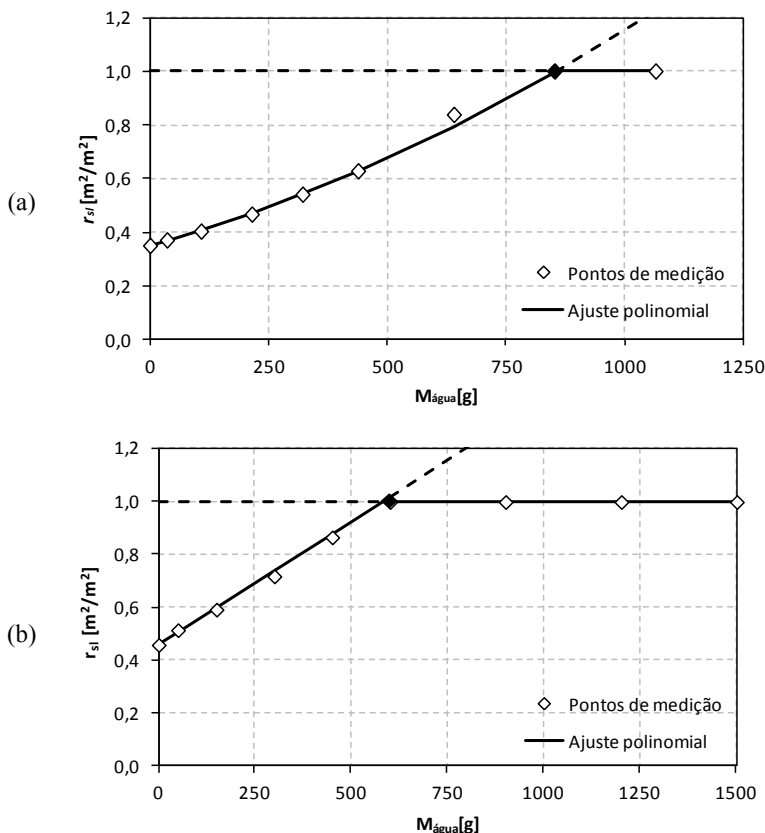 (a)
r_sl [m²/m²]
1,2
1,0
0,8
0,6
0,4
0,2
0,0
Pontos de medição
Ajuste polinomial
0 250 500 750 1000 1250
Mágua[g]
(b)
r_sl [m²/m²]
1,2
1,0
0,8
0,6
0,4
0,2
0,0
Pontos de medição
Ajuste polinomial
0 250 500 750 1000 1250 1500
Mágua[g]